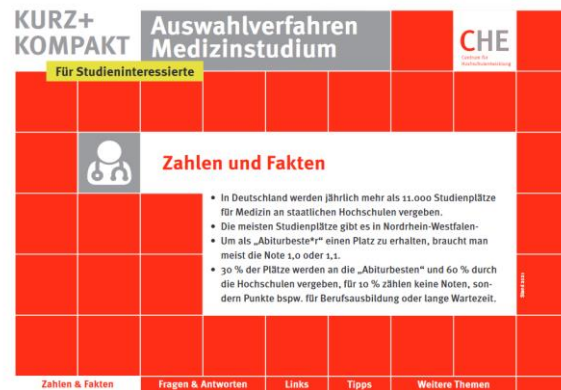 KURZ+
KOMPAKT
Auswahlverfahren
Medizinstudium
CHE
Centrum für
Hochschulentwicklung
Für Studieninteressierte
Zahlen und Fakten
• In Deutschland werden jährlich mehr als 11.000 Studienplätze
für Medizin an staatlichen Hochschulen vergeben.
• Die meisten Studienplätze gibt es in Nordrhein-Westfalen-
• Um als „Abiturbeste*r“ einen Platz zu erhalten, braucht man
meist die Note 1,0 oder 1,1.
• 30 % der Plätze werden an die „Abiturbesten“ und 60 % durch
die Hochschulen vergeben, für 10 % zählen keine Noten, son-
dern Punkte bspw. für Berufsausbildung oder lange Wartezeit.
Zahlen & Fakten
Fragen & Antworten
Links
Tipps
Weitere Themen